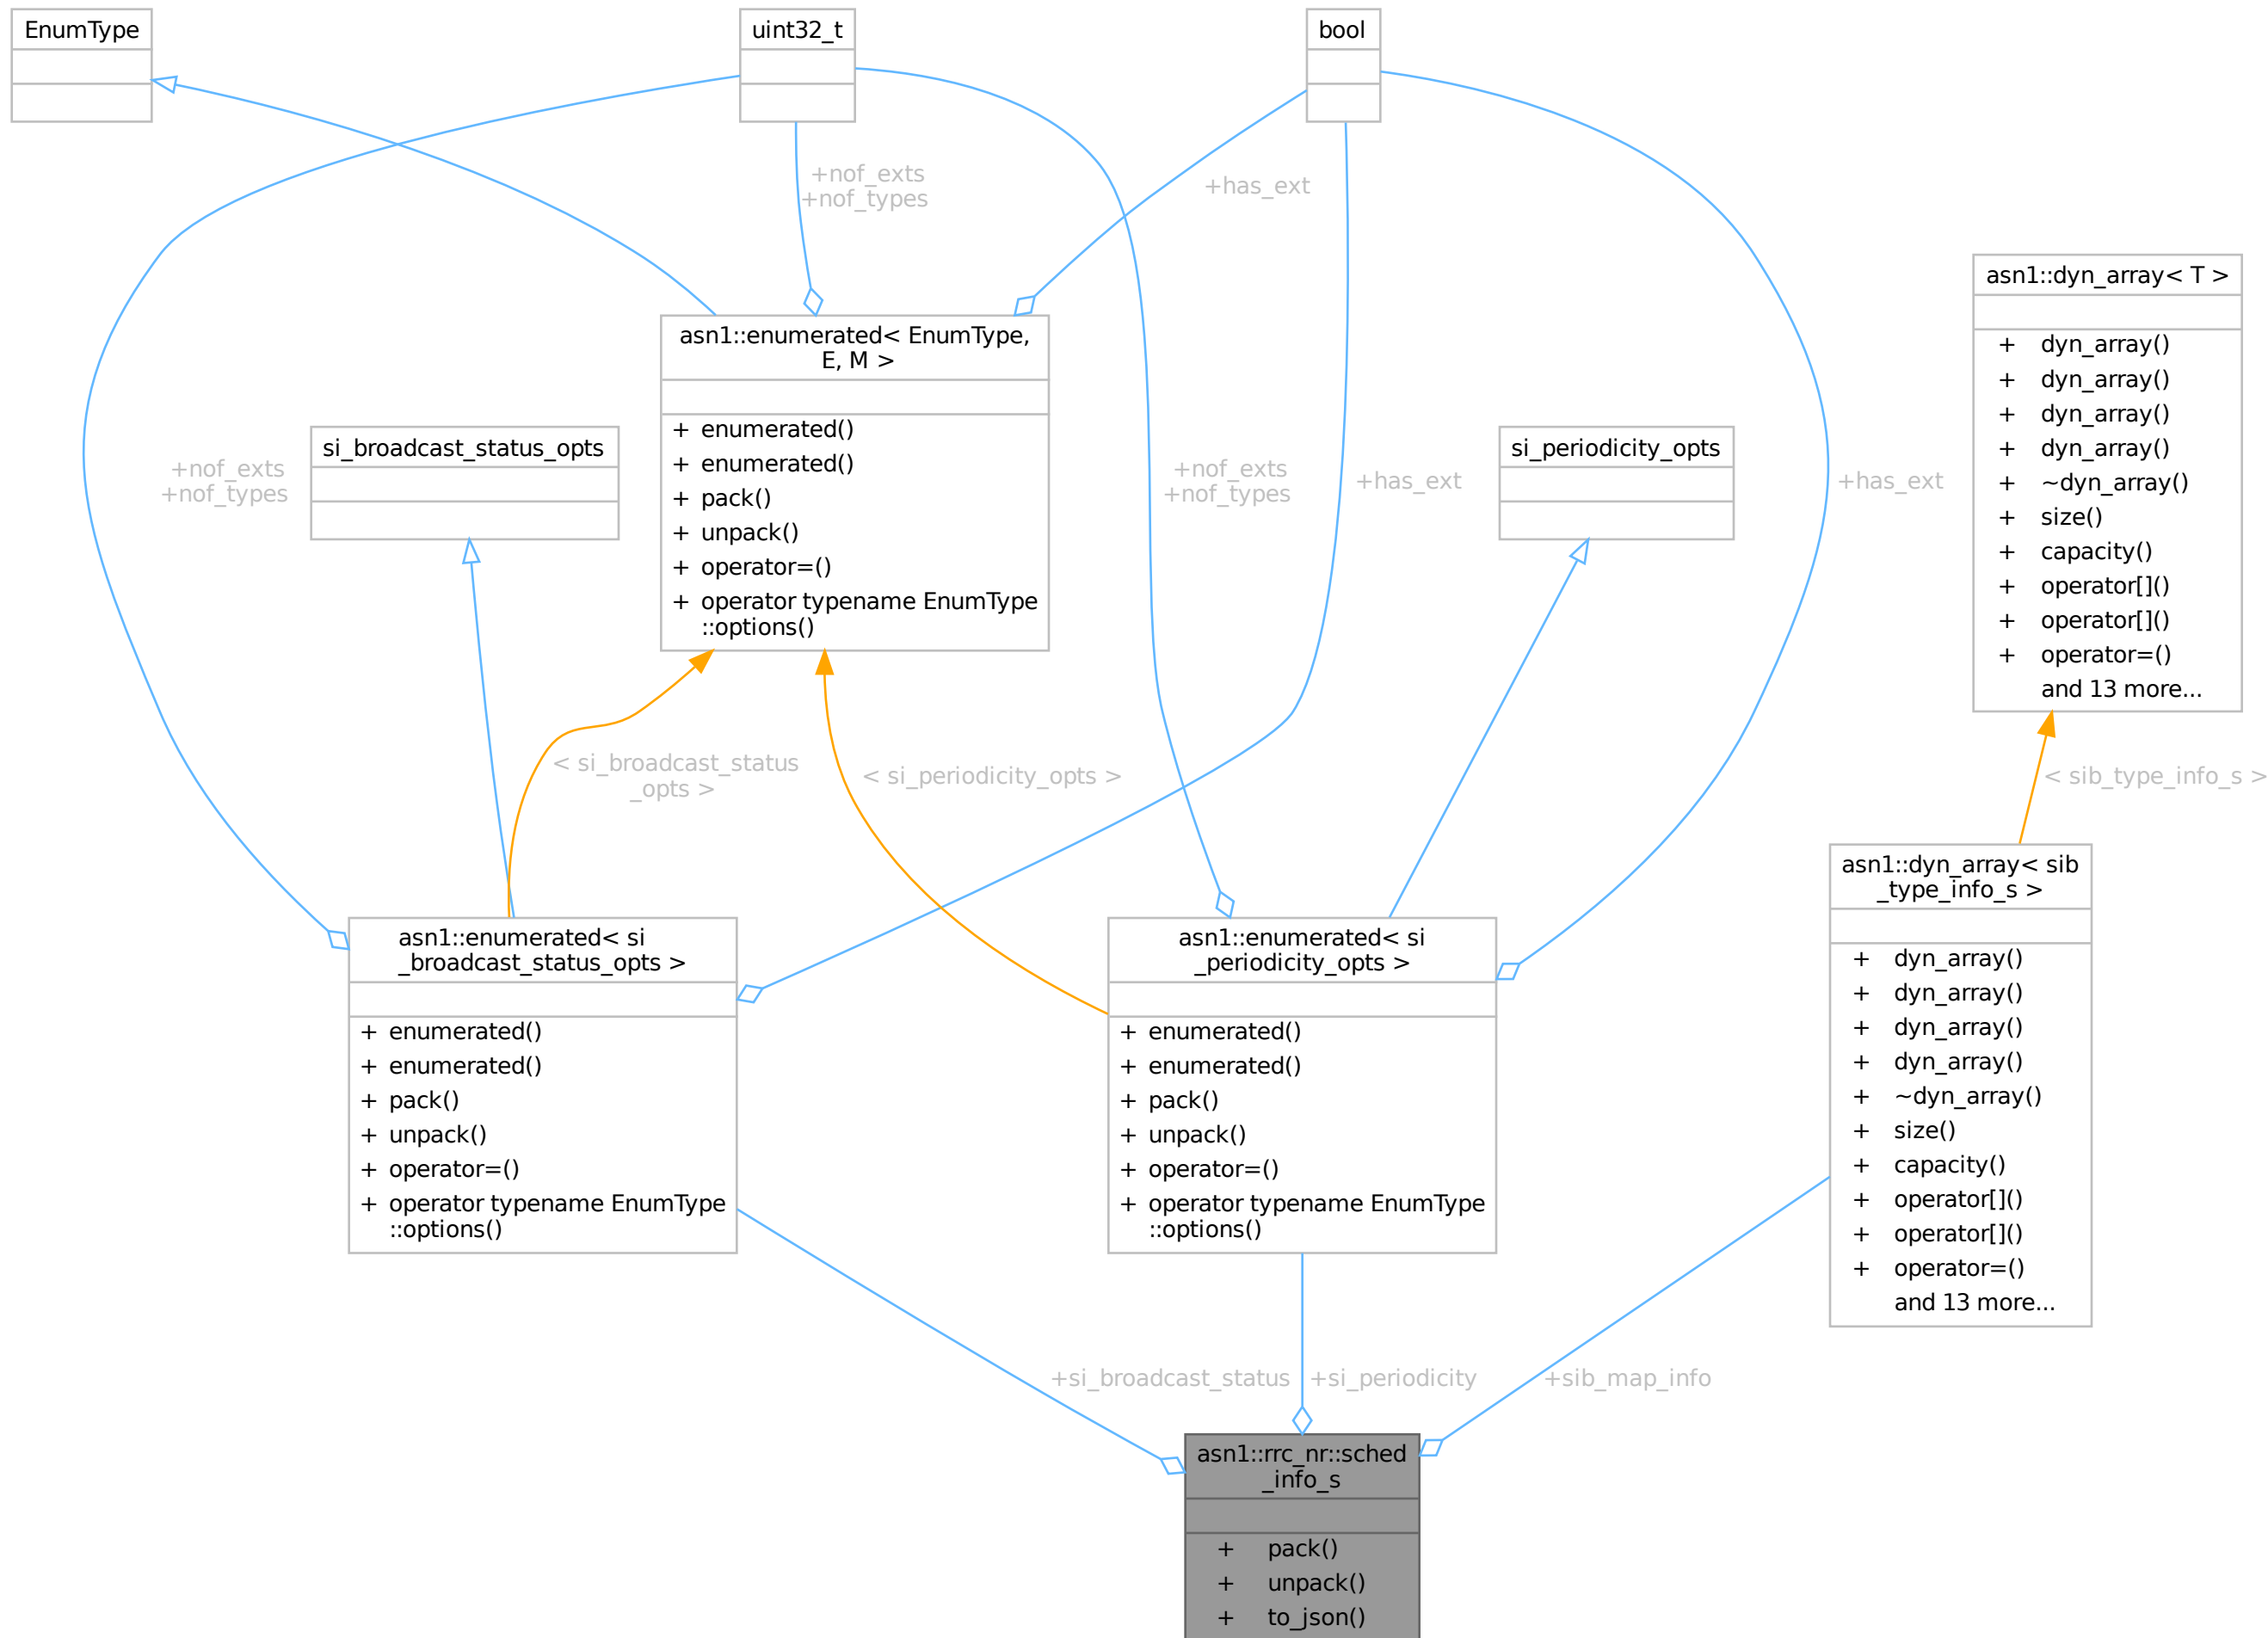 EnumType
uint32_t
bool
+nof_exts
+nof_types
+has_ext
asn1::dyn_array< T >
+ dyn_array()
+ dyn_array()
+ dyn_array()
+ dyn_array()
+ ~dyn_array()
+ size()
+ capacity()
+ operator[]()
+ operator[]()
+ operator=()
and 13 more...
asn1::enumerated< EnumType,
E, M >
+ enumerated()
+ enumerated()
+ pack()
+ unpack()
+ operator=()
+ operator typename EnumType
::options()
+nof_exts
+nof_types
si_broadcast_status_opts
+nof_exts
+nof_types
+has_ext
si_periodicity_opts
+has_ext
< si_broadcast_status
_opts >
< si_periodicity_opts >
< sib_type_info_s >
asn1::enumerated< si
_broadcast_status_opts >
+ enumerated()
+ enumerated()
+ pack()
+ unpack()
+ operator=()
+ operator typename EnumType
::options()
asn1::enumerated< si
_periodicity_opts >
+ enumerated()
+ enumerated()
+ pack()
+ unpack()
+ operator=()
+ operator typename EnumType
::options()
asn1::dyn_array< sib
_type_info_s >
+ dyn_array()
+ dyn_array()
+ dyn_array()
+ dyn_array()
+ ~dyn_array()
+ size()
+ capacity()
+ operator[]()
+ operator[]()
+ operator=()
and 13 more...
+si_broadcast_status
+si_periodicity
+sib_map_info
asn1::rrc_nr::sched
_info_s
+ pack()
+ unpack()
+ to_json()